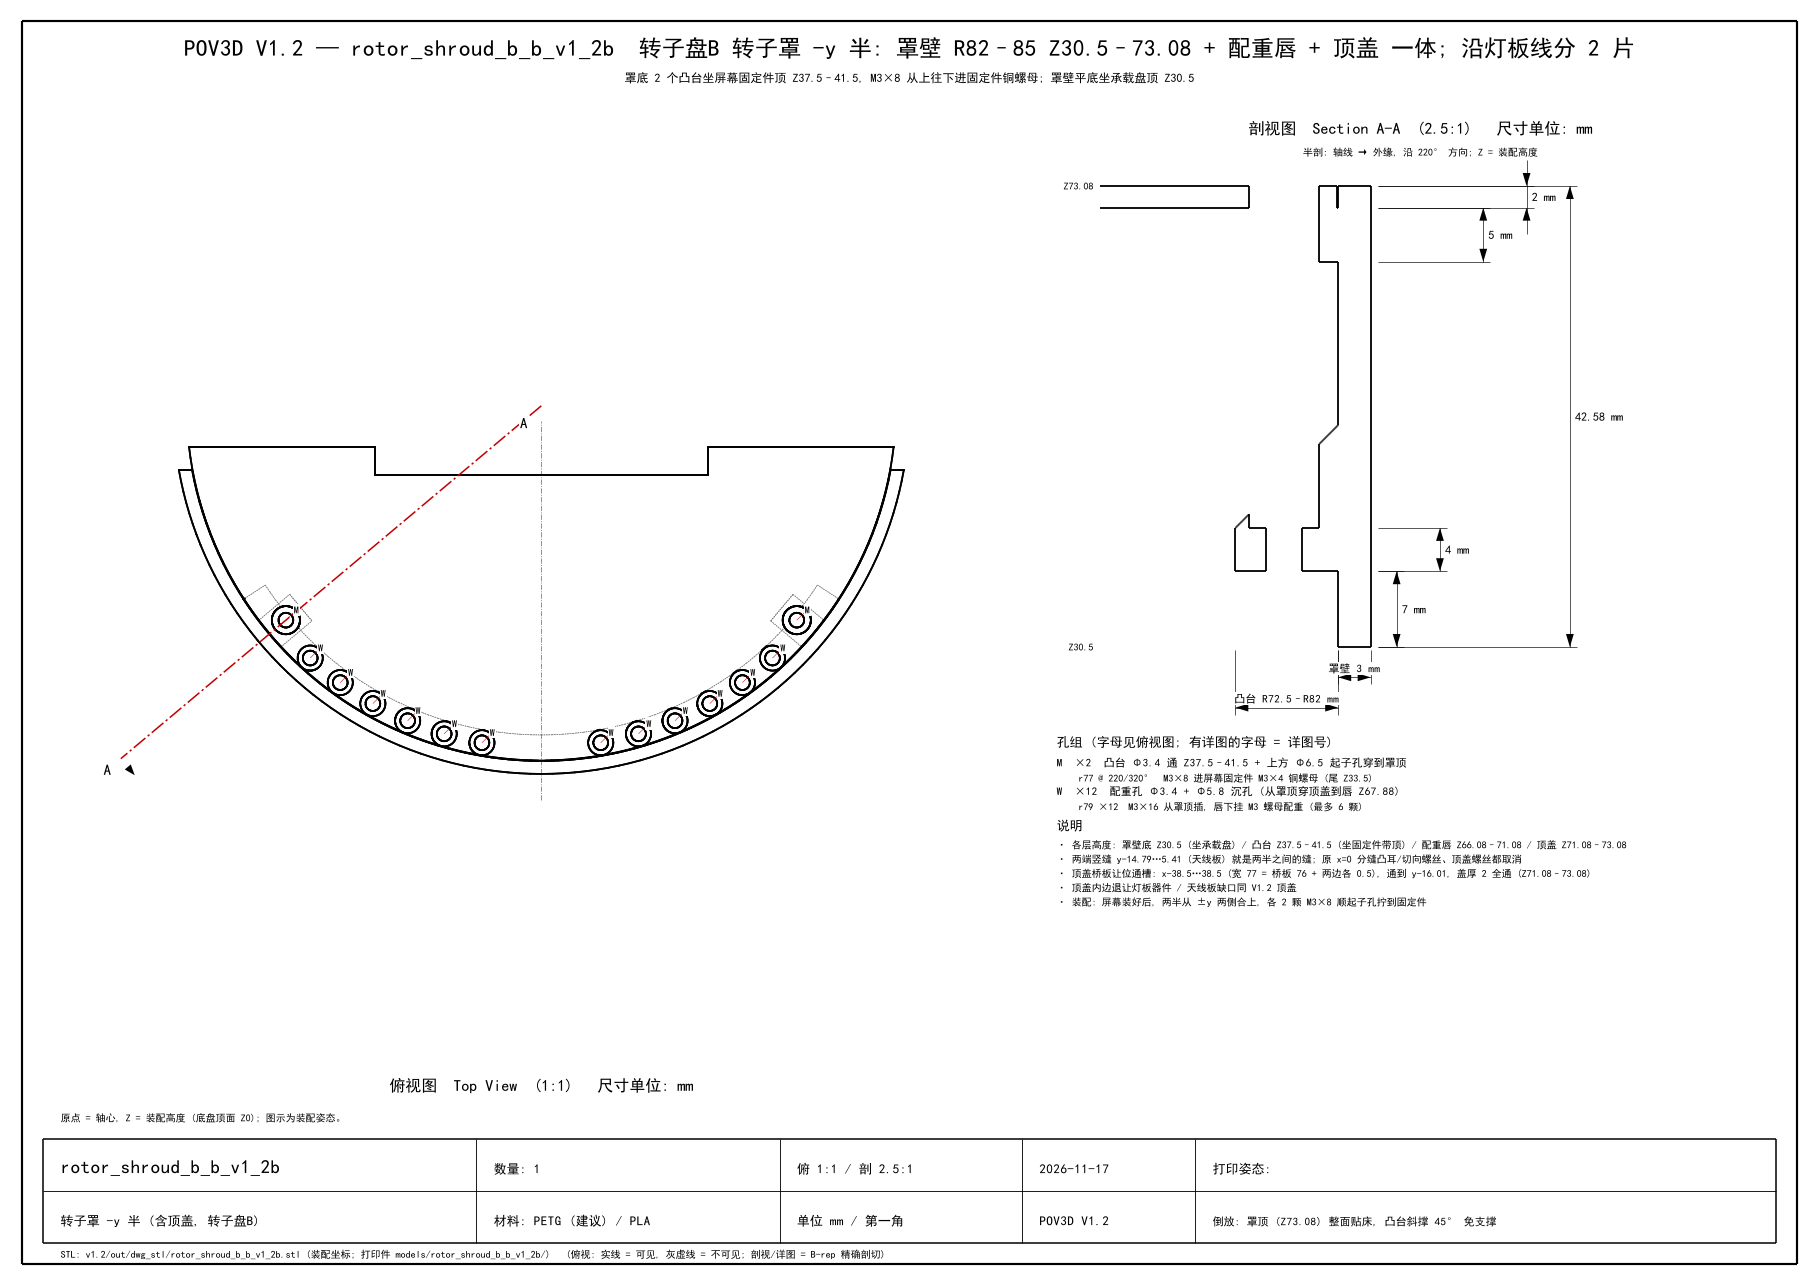 POV3D V1.2 — rotor_shroud_b_b_v1_2b 转子盘B 转子罩 -y 半: 罩壁 R82-85 Z30.5-73.08 + 配重唇 + 顶盖 一体; 沿灯板线分 2 片
罩底 2 个凸台坐屏幕固定件顶 Z37.5-41.5, M3×8 从上往下进固定件铜螺母; 罩壁平底坐承载盘顶 Z30.5
剖视图 Section A-A (2.5:1) 尺寸单位: mm
半剖: 轴线 → 外缘, 沿 220° 方向; Z = 装配高度
Z73.08
2 mm
5 mm
42.58 mm
4 mm
7 mm
Z30.5
罩壁 3 mm
凸台 R72.5-R82 mm
A
A
M
M
W
W
W
W
W
W
W
W
W
W
W
W
孔组 (字母见俯视图; 有详图的字母 = 详图号)
M ×2 凸台 Φ3.4 通 Z37.5-41.5 + 上方 Φ6.5 起子孔穿到罩顶
r77 @ 220/320° M3×8 进屏幕固定件 M3×4 铜螺母 (尾 Z33.5)
W ×12 配重孔 Φ3.4 + Φ5.8 沉孔 (从罩顶穿顶盖到唇 Z67.88)
r79 ×12 M3×16 从罩顶插, 唇下挂 M3 螺母配重 (最多 6 颗)
说明
· 各层高度: 罩壁底 Z30.5 (坐承载盘) / 凸台 Z37.5-41.5 (坐固定件带顶) / 配重唇 Z66.08-71.08 / 顶盖 Z71.08-73.08
· 两端竖缝 y-14.79…5.41 (天线板) 就是两半之间的缝; 原 x=0 分缝凸耳/切向螺丝、顶盖螺丝都取消
· 顶盖桥板让位通槽: x-38.5…38.5 (宽 77 = 桥板 76 + 两边各 0.5), 通到 y-16.01, 盖厚 2 全通 (Z71.08-73.08)
· 顶盖内边退让灯板器件 / 天线板缺口同 V1.2 顶盖
· 装配: 屏幕装好后, 两半从 ±y 两侧合上, 各 2 颗 M3×8 顺起子孔拧到固定件
俯视图 Top View (1:1) 尺寸单位: mm
原点 = 轴心, Z = 装配高度 (底盘顶面 Z0); 图示为装配姿态。
rotor_shroud_b_b_v1_2b 数量: 1 俯 1:1 / 剖 2.5:1 2026-11-17 打印姿态:
转子罩 -y 半 (含顶盖, 转子盘B) 材料: PETG (建议) / PLA 单位 mm / 第一角 POV3D V1.2 倒放: 罩顶 (Z73.08) 整面贴床, 凸台斜撑 45° 免支撑
STL: v1.2/out/dwg_stl/rotor_shroud_b_b_v1_2b.stl (装配坐标; 打印件 models/rotor_shroud_b_b_v1_2b/) (俯视: 实线 = 可见, 灰虚线 = 不可见; 剖视/详图 = B-rep 精确剖切)